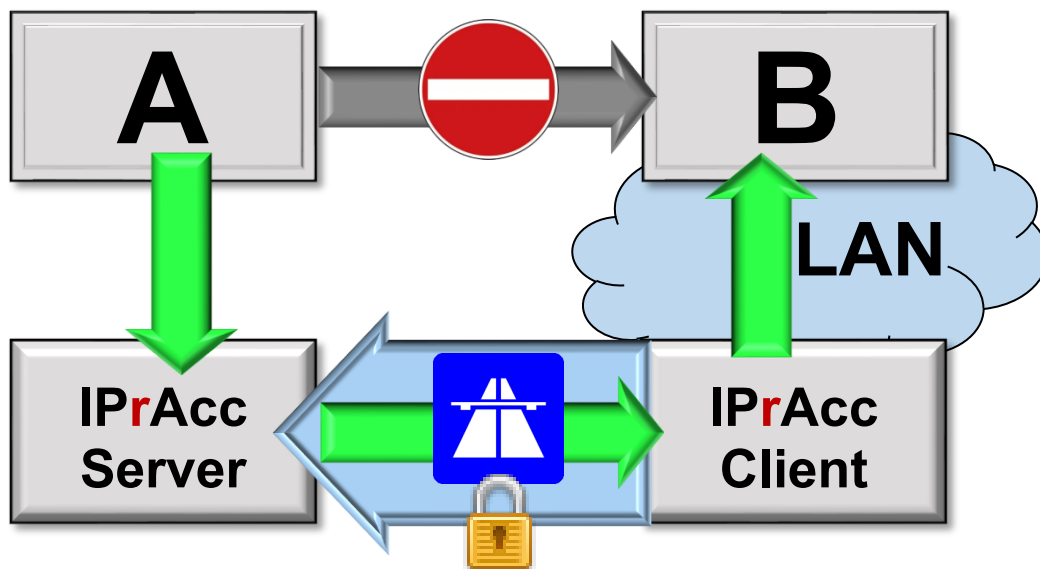 A
B
LAN
IPrAcc
Server
IPrAcc
Client